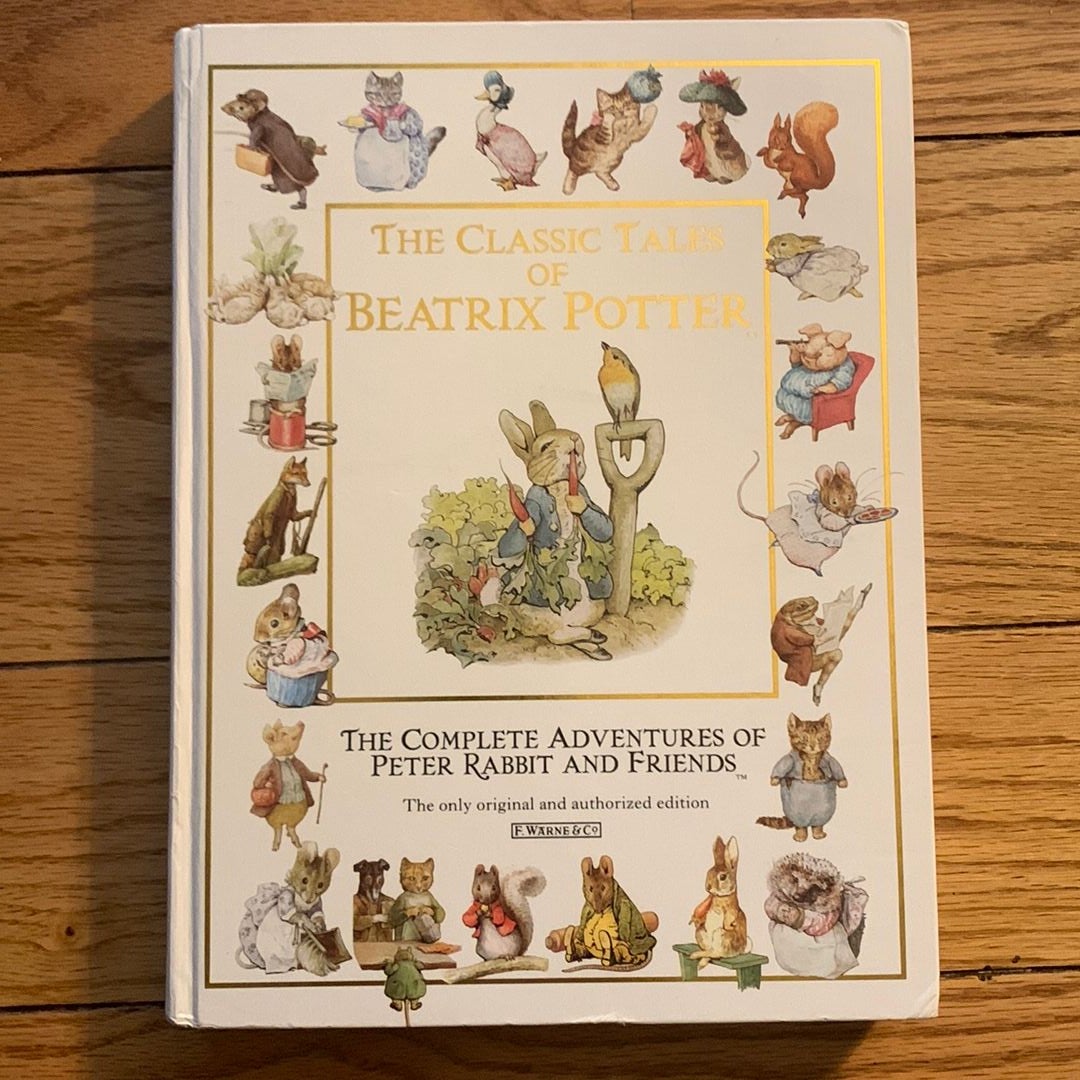 THE CLASSIC TALES
OF
BEATRIX POTTER
THE COMPLETE ADVENTURES OF
PETER RABBIT AND FRIENDS™
The only original and authorized edition
F. WARNE & Co